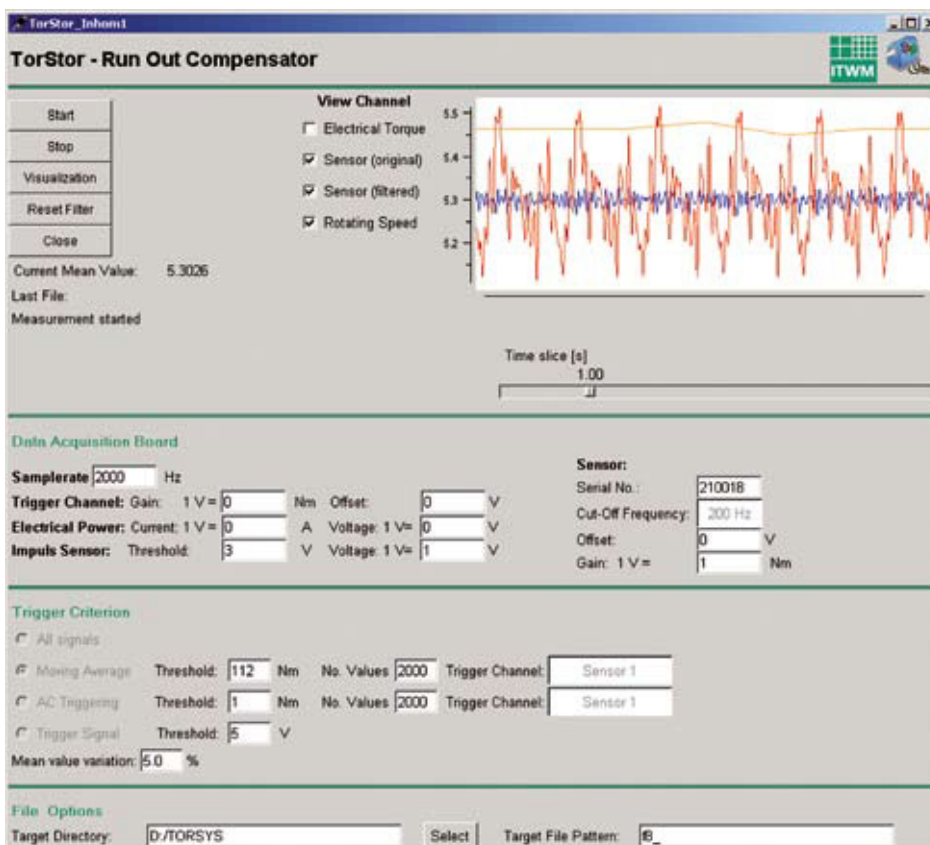 TorStor_Inhom1
TorStor - Run Out Compensator
ITWM
Start
Stop
Visualization
Reset Filter
Close
Current Mean Value: 5.3026
Last File:
Measurement started
View Channel
Electrical Torque
Sensor (original)
Sensor (filtered)
Rotating Speed
5.5
5.4
5.3
5.2
Time slice [s]
1.00
Data Acquisition Board
Samplerate 2000 Hz
Trigger Channel: Gain: 1 V = 0 Nm Offset: 0 V
Electrical Power: Current: 1 V = 0 A Voltage: 1 V= 0 V
Impuls Sensor: Threshold: 3 V Voltage: 1 V= 1 V
Sensor:
Serial No.: 210018
Cut-Off Frequency: 200 Hz
Offset: 0 V
Gain: 1 V = 1 Nm
Trigger Criterion
All signals
Moving Average Threshold: 112 Nm No. Values 2000 Trigger Channel: Sensor 1
AC Triggering Threshold: 1 Nm No. Values 2000 Trigger Channel: Sensor 1
Trigger Signal Threshold: 5 V
Mean value variation: 5.0 %
File Options
Target Directory: D:/TORSYS Select Target File Pattern: